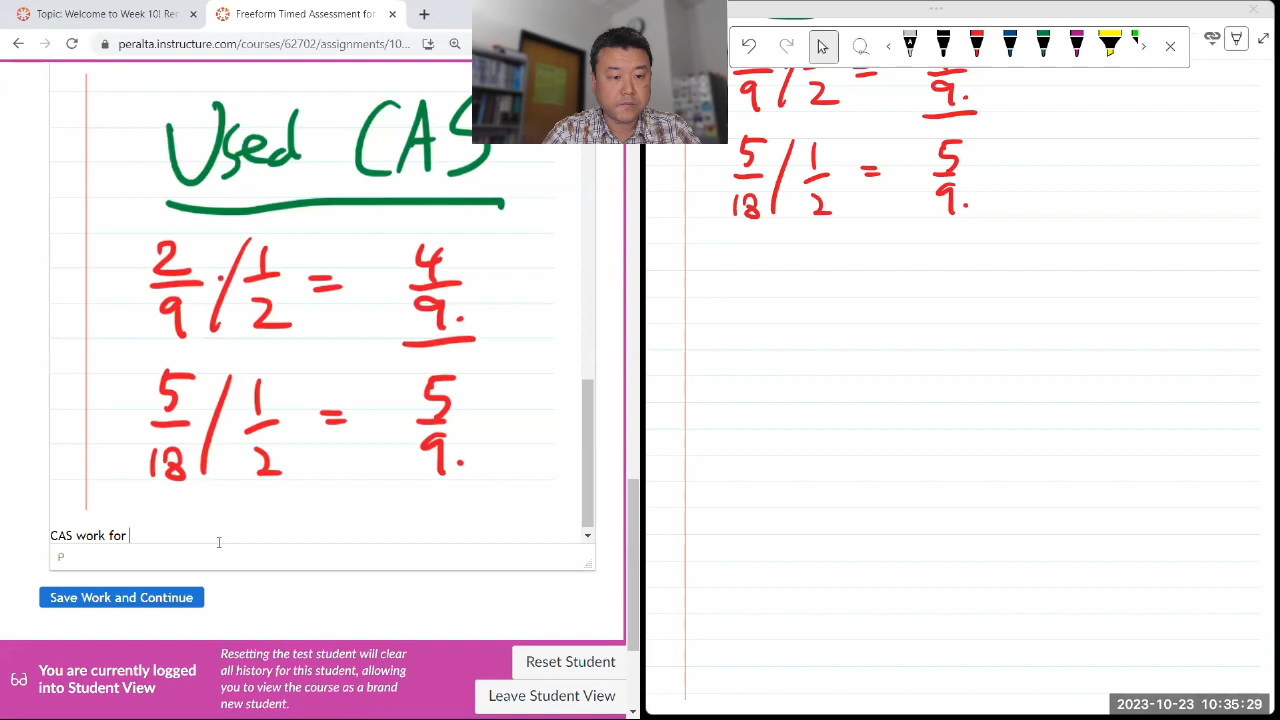 Topic: Welcome to Week 10! Rer
Freeform Timed Assessment for
peralta.instructure.com/courses/62702/assignments/10...
Used CAS
2/9 / 1/2 = 4/9.
5/18 / 1/2 = 5/9.
CAS work for
P
Save Work and Continue
You are currently logged
into Student View
Resetting the test student will clear
all history for this student, allowing
you to view the course as a brand
new student.
Reset Student
Leave Student View
9 / 2 = 9.
5/18 / 1/2 = 5/9.
2023-10-23 10:35:29